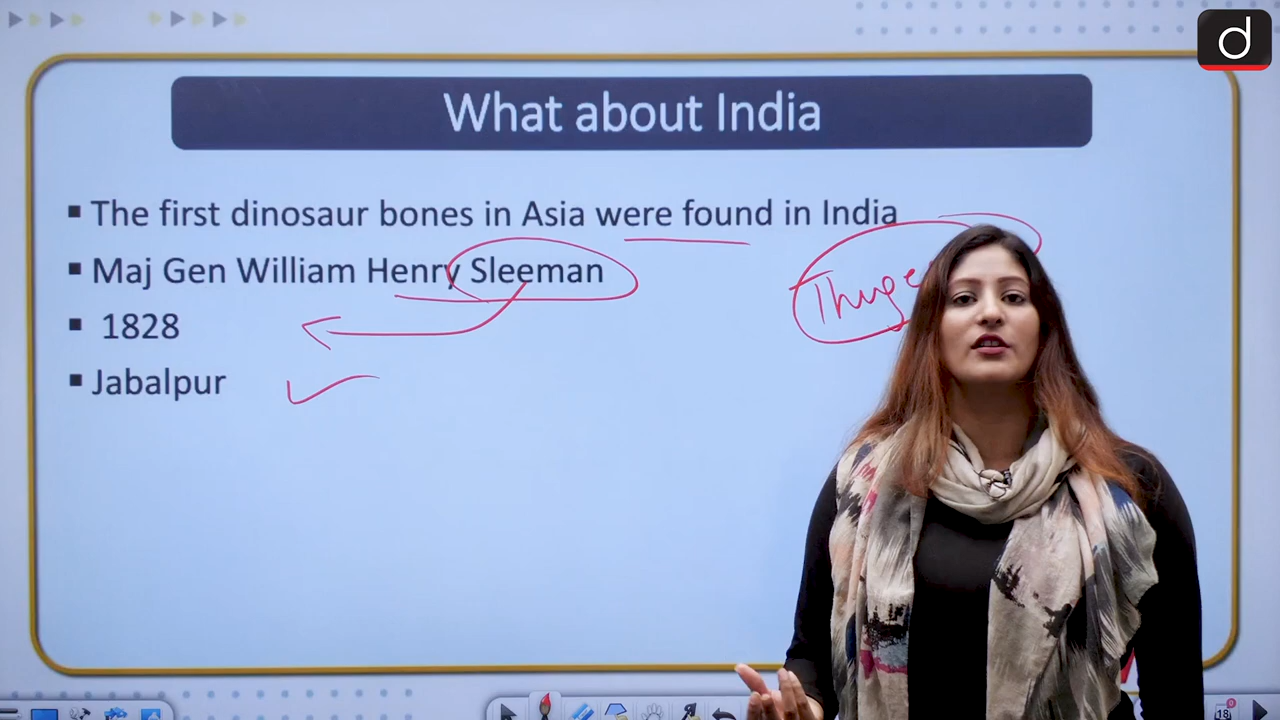 d
What about India
▪ The first dinosaur bones in Asia were found in India
▪ Maj Gen William Henry Sleeman
▪ 1828
▪ Jabalpur
18